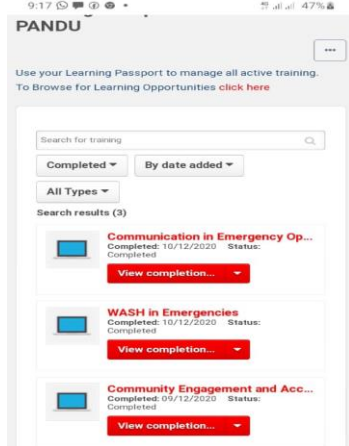 9:17 47%
PANDU
Use your Learning Passport to manage all active training.
To Browse for Learning Opportunities click here
Search for training
Completed By date added
All Types
Search results (3)
Communication in Emergency Op...
Completed: 10/12/2020 Status:
Completed
View completion...
WASH in Emergencies
Completed: 10/12/2020 Status:
Completed
View completion...
Community Engagement and Acc...
Completed: 09/12/2020 Status:
Completed
View completion...